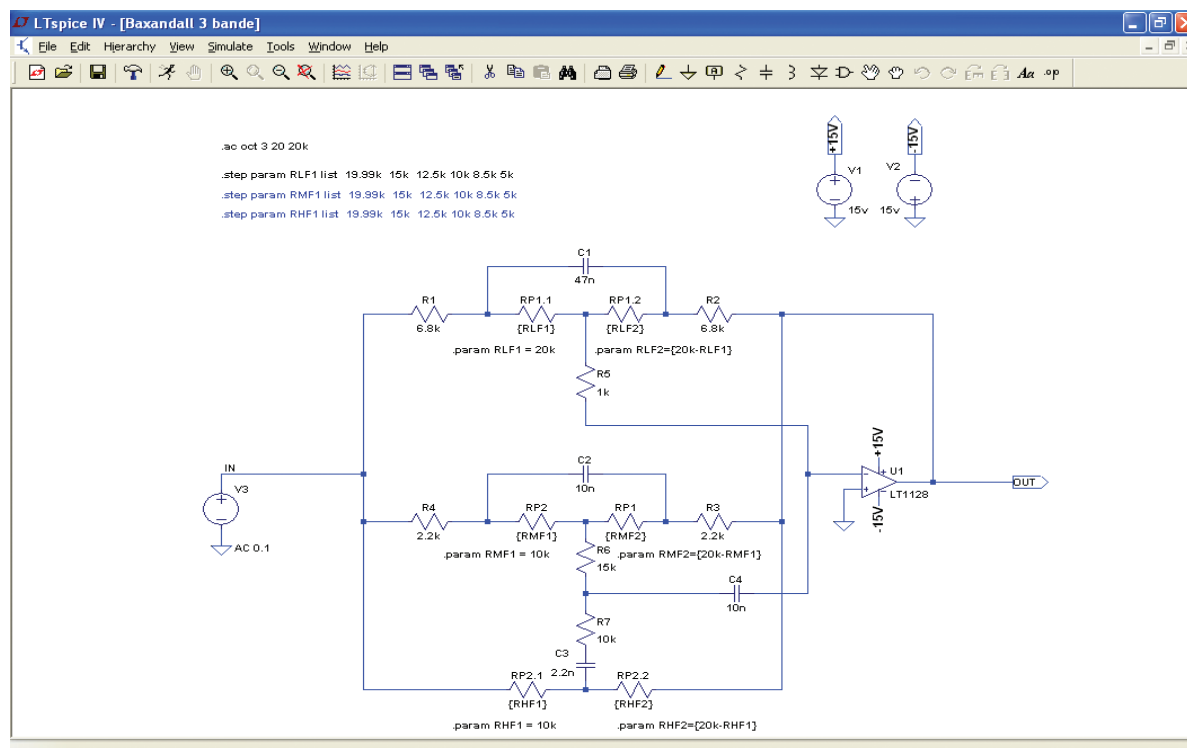 LTspice IV - [Baxandall 3 bande]
File Edit Hierarchy View Simulate Tools Window Help
Aa .op
.ac oct 3 20 20k
.step param RLF1 list 19.99k 15k 12.5k 10k 8.5k 5k
.step param RMF1 list 19.99k 15k 12.5k 10k 8.5k 5k
.step param RHF1 list 19.99k 15k 12.5k 10k 8.5k 5k
+15V
-15V
V1
V2
15v
15v
C1
47n
R1
RP1.1
RP1.2
R2
6.8k
{RLF1}
{RLF2}
6.8k
.param RLF1 = 20k
.param RLF2={20k-RLF1}
R5
1k
IN
V3
AC 0.1
C2
10n
R4
RP2
RP1
R3
2.2k
{RMF1}
{RMF2}
2.2k
.param RMF1 = 10k
.param RMF2={20k-RMF1}
R6
15k
+15V
U1
LT1128
-15V
OUT
C4
10n
R7
10k
C3
2.2n
RP2.1
RP2.2
{RHF1}
{RHF2}
.param RHF1 = 10k
.param RHF2={20k-RHF1}